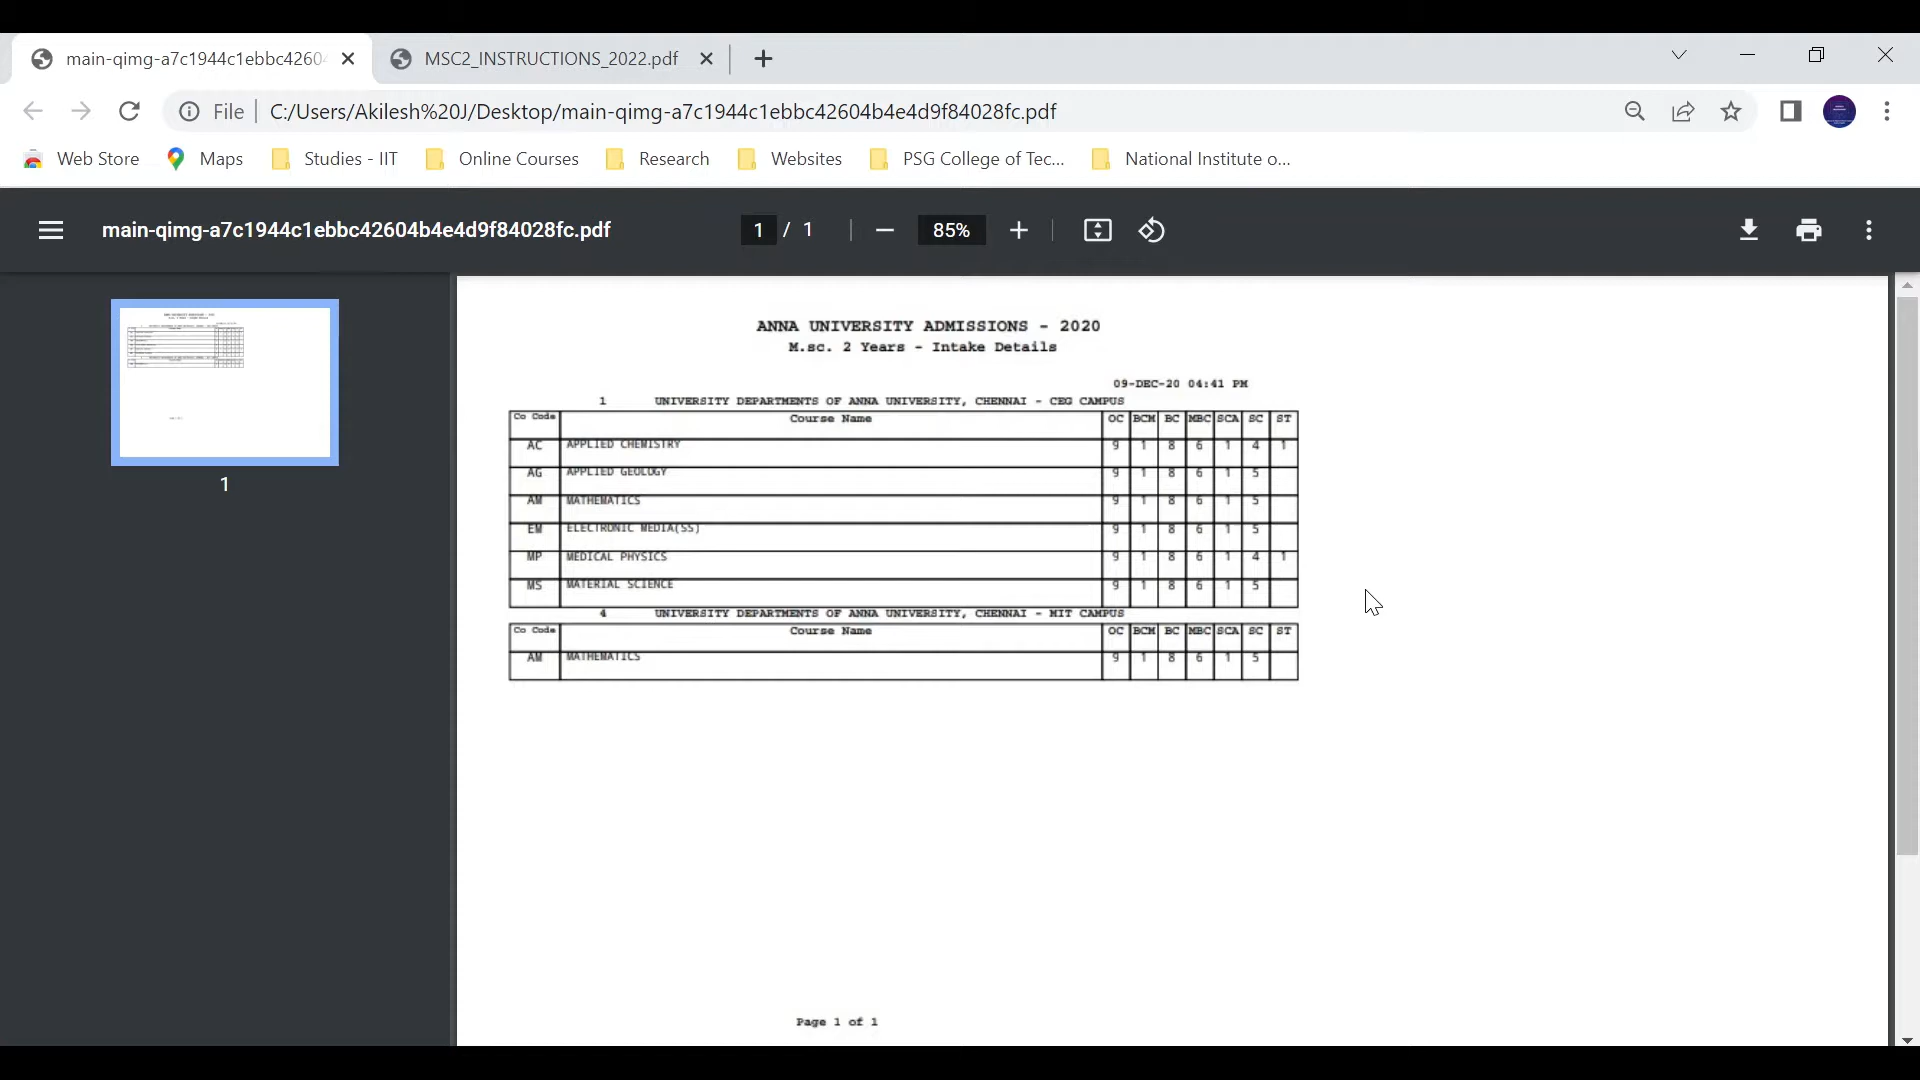 main-qimg-a7c1944c1ebbc4260
MSC2_INSTRUCTIONS_2022.pdf
File C:/Users/Akilesh%20J/Desktop/main-qimg-a7c1944c1ebbc42604b4e4d9f84028fc.pdf
Web Store Maps Studies - IIT Online Courses Research Websites PSG College of Tec... National Institute o...
main-qimg-a7c1944c1ebbc42604b4e4d9f84028fc.pdf 1 / 1 85%
1
ANNA UNIVERSITY ADMISSIONS - 2020
M.sc. 2 Years - Intake Details
09-DEC-20 04:41 PM
1 UNIVERSITY DEPARTMENTS OF ANNA UNIVERSITY, CHENNAI - CEG CAMPUS
Co Code Course Name OC BCM BC MBC SCA SC ST
AC APPLIED CHEMISTRY 9 1 8 6 1 4 1
AG APPLIED GEOLOGY 9 1 8 6 1 5
AM MATHEMATICS 9 1 8 6 1 5
EM ELECTRONIC MEDIA(SS) 9 1 8 6 1 5
MP MEDICAL PHYSICS 9 1 8 6 1 4 1
MS MATERIAL SCIENCE 9 1 8 6 1 5
4 UNIVERSITY DEPARTMENTS OF ANNA UNIVERSITY, CHENNAI - MIT CAMPUS
Co Code Course Name OC BCM BC MBC SCA SC ST
AM MATHEMATICS 9 1 8 6 1 5
Page 1 of 1